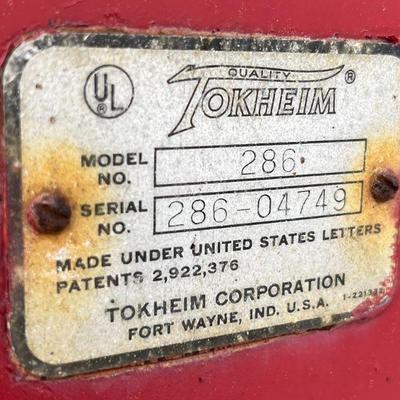 UL
®
QUALITY
TOKHEIM ®
MODEL NO. 286
SERIAL NO. 286-04749
MADE UNDER UNITED STATES LETTERS
PATENTS 2,922,376
TOKHEIM CORPORATION
FORT WAYNE, IND. U.S.A.